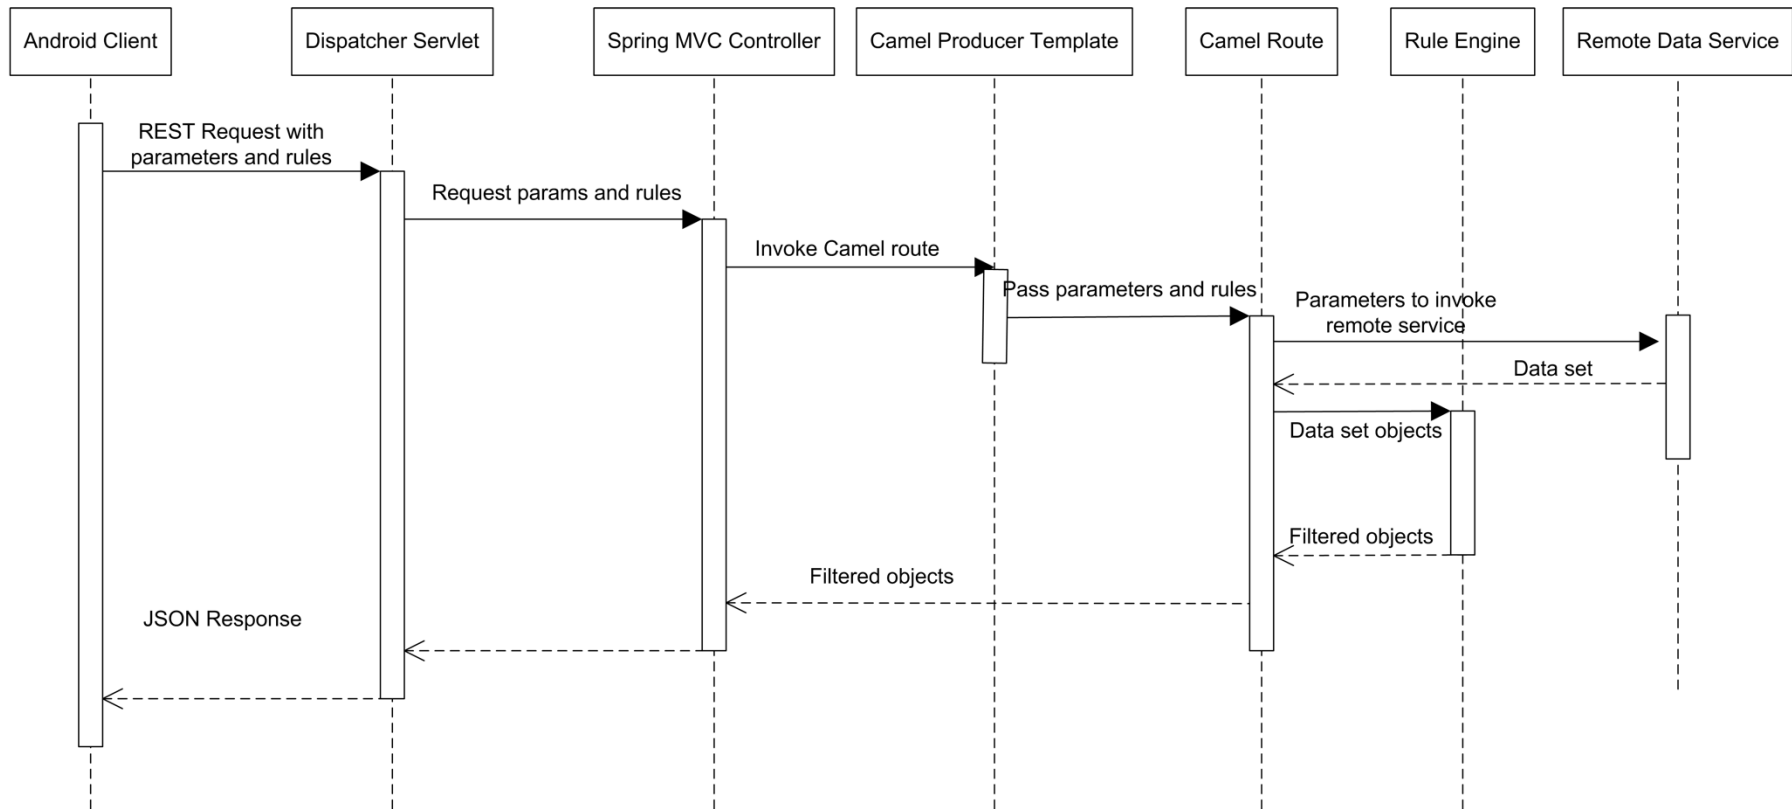 Android Client
Dispatcher Servlet
Spring MVC Controller
Camel Producer Template
Camel Route
Rule Engine
Remote Data Service
REST Request with
parameters and rules
Request params and rules
Invoke Camel route
Pass parameters and rules
Parameters to invoke
remote service
Data set
Data set objects
Filtered objects
Filtered objects
JSON Response